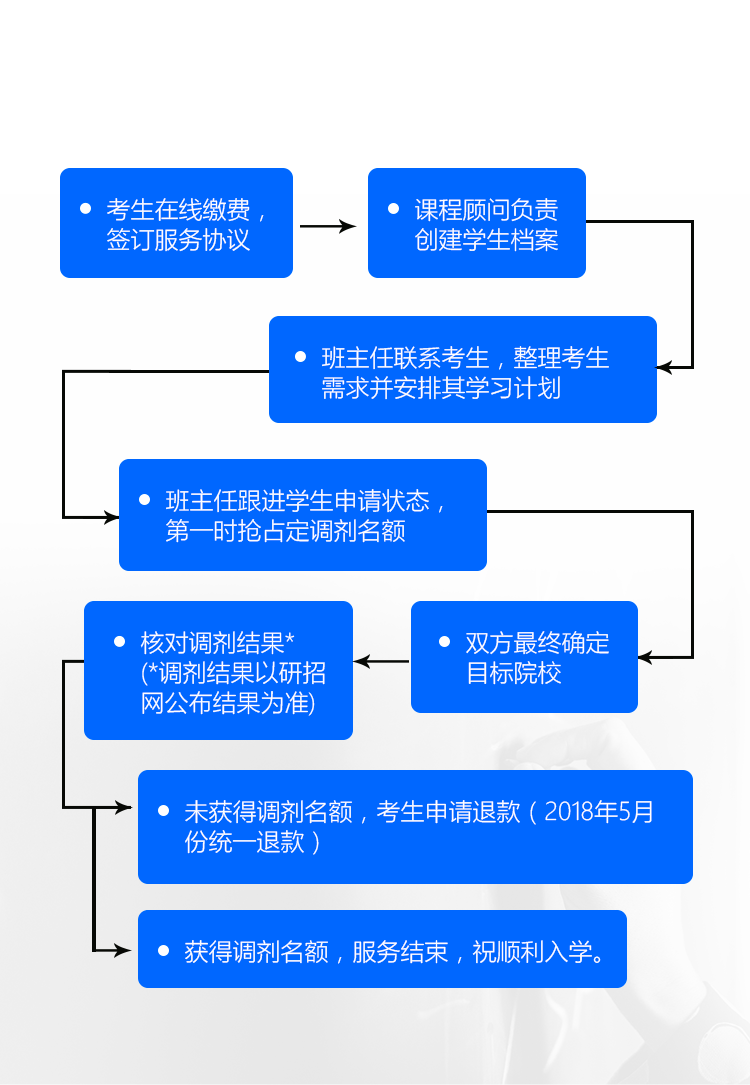 考生在线缴费，
签订服务协议
课程顾问负责
创建学生档案
班主任联系考生，整理考生
需求并安排其学习计划
班主任跟进学生申请状态，
第一时抢占定调剂名额
双方最终确定
目标院校
核对调剂结果*
(*调剂结果以研招
网公布结果为准)
未获得调剂名额，考生申请退款（2018年5月
份统一退款）
获得调剂名额，服务结束，祝顺利入学。